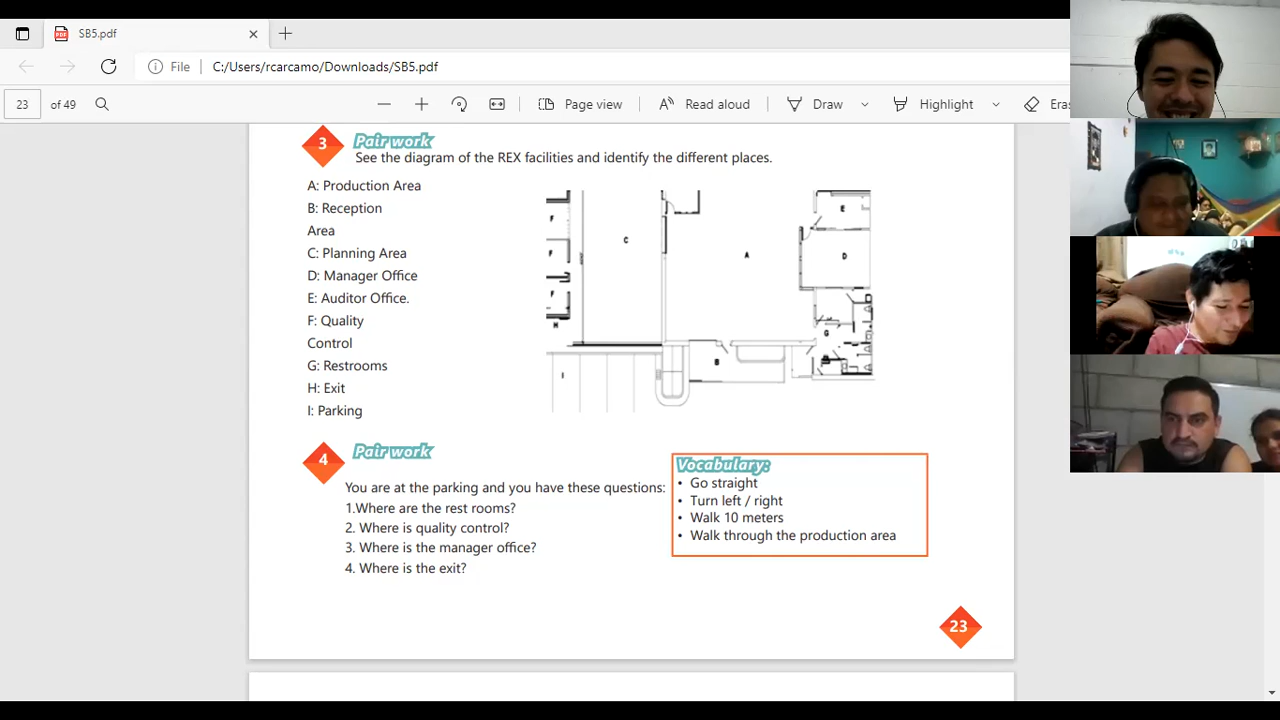 SB5.pdf
File
C:/Users/rcarcamo/Downloads/SB5.pdf
23
of 49
Page view
Read aloud
Draw
Highlight
3
Pair work
See the diagram of the REX facilities and identify the different places.
A: Production Area
B: Reception
Area
C: Planning Area
D: Manager Office
E: Auditor Office.
F: Quality
Control
G: Restrooms
H: Exit
I: Parking
F
F
F
H
C
A
E
D
G
B
I
4
Pair work
You are at the parking and you have these questions:
1.Where are the rest rooms?
2. Where is quality control?
3. Where is the manager office?
4. Where is the exit?
Vocabulary:
• Go straight
• Turn left / right
• Walk 10 meters
• Walk through the production area
23